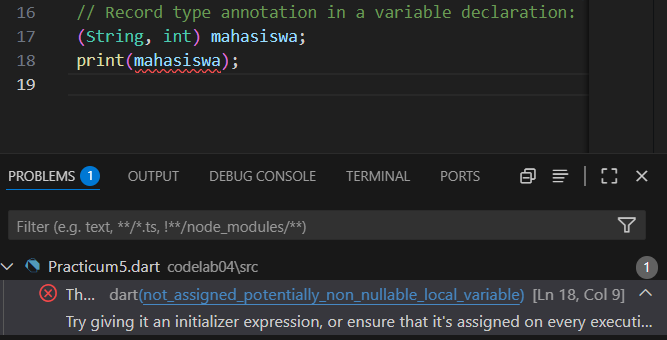 16 // Record type annotation in a variable declaration:
17 (String, int) mahasiswa;
18 print(mahasiswa);
19
PROBLEMS 1 OUTPUT DEBUG CONSOLE TERMINAL PORTS
Filter (e.g. text, **/*.ts, !**/node_modules/**)
Practicum5.dart codelab04\src 1
Th... dart(not_assigned_potentially_non_nullable_local_variable) [Ln 18, Col 9]
Try giving it an initializer expression, or ensure that it's assigned on every executi...